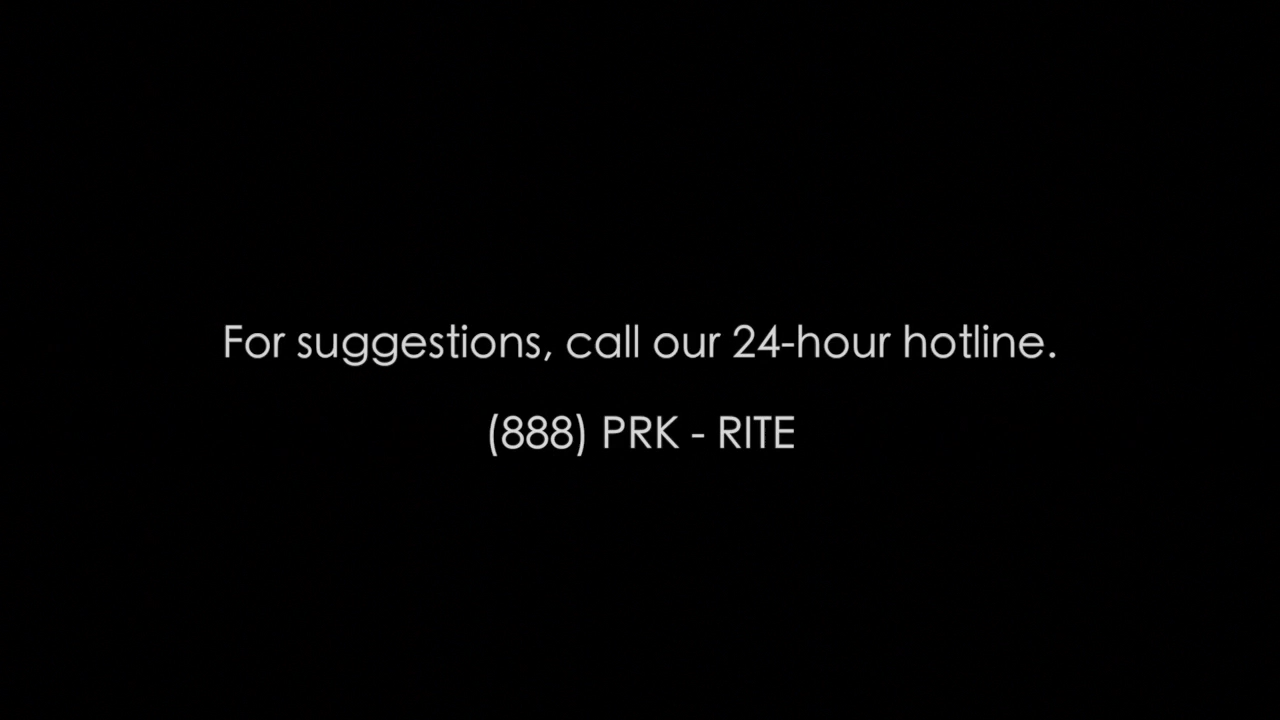 For suggestions, call our 24-hour hotline.
(888) PRK - RITE